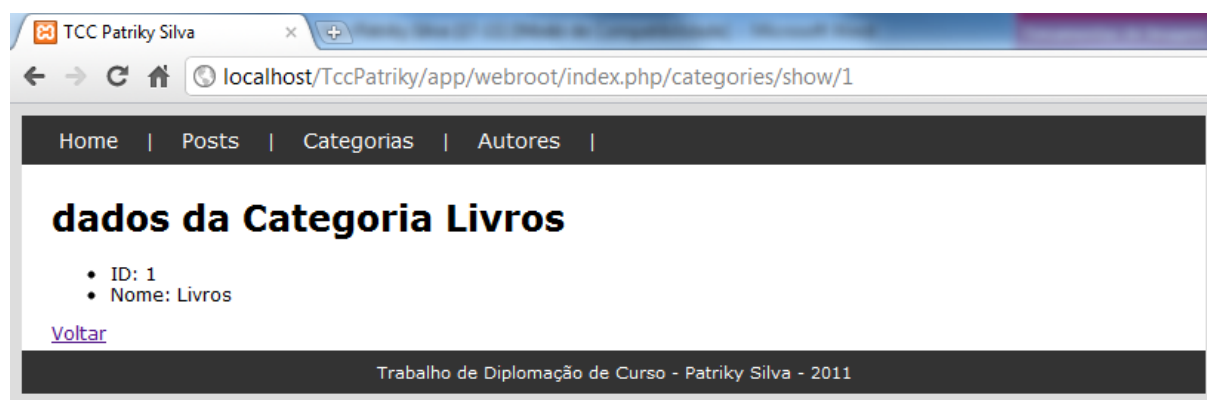 TCC Patriky Silva
localhost/TccPatriky/app/webroot/index.php/categories/show/1
Home | Posts | Categorias | Autores |
dados da Categoria Livros
• ID: 1
• Nome: Livros
Voltar
Trabalho de Diplomação de Curso - Patriky Silva - 2011